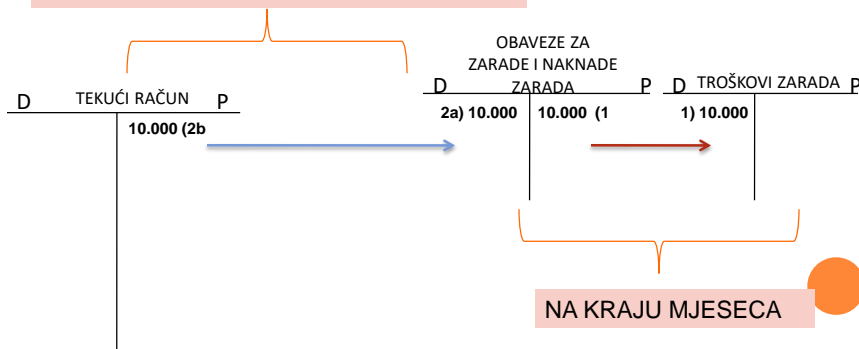 OBAVEZE ZA
ZARADE I NAKNADE
ZARADA
D TEKUĆI RAČUN P
D P
D TROŠKOVI ZARADA P
10.000 (2b
2a) 10.000 10.000 (1
1) 10.000
NA KRAJU MJESECA